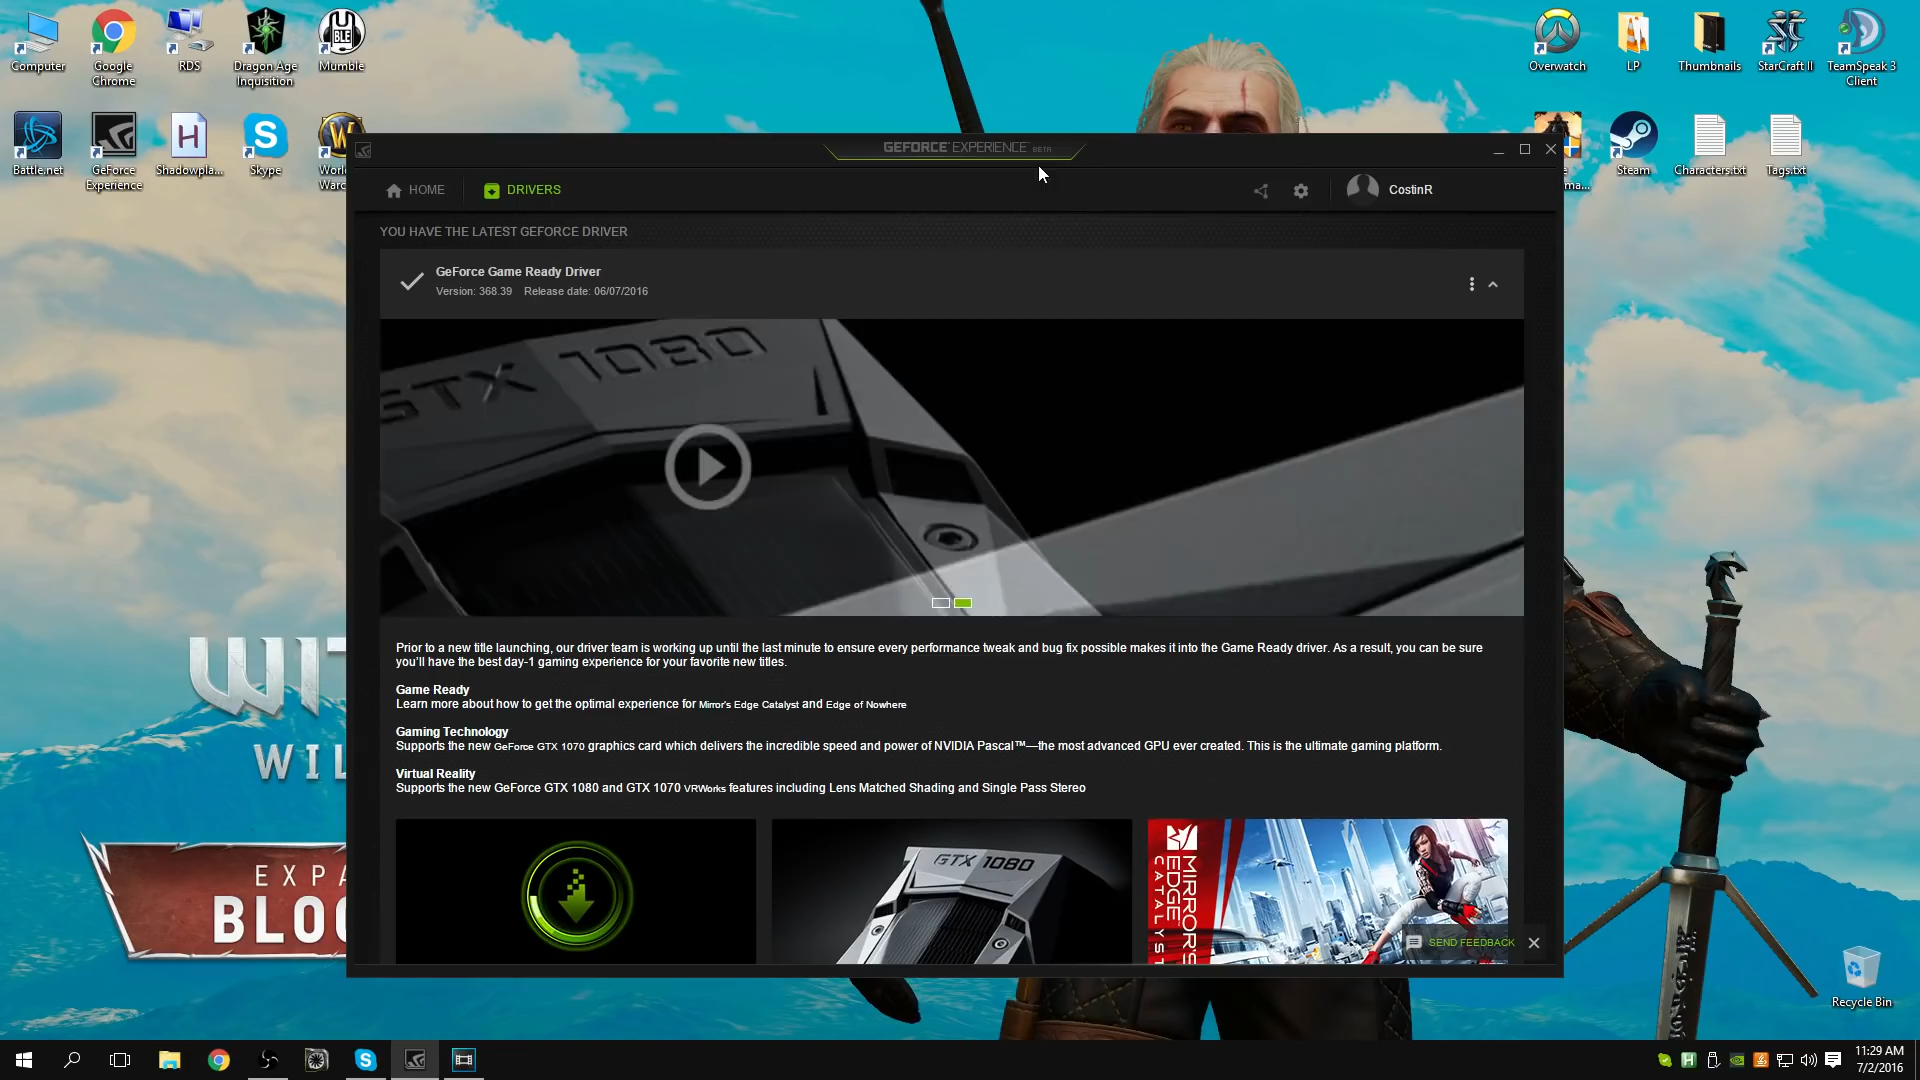 Computer
Google
Chrome
RDS
Dragon Age
Inquisition
Mumble
Overwatch
LP
Thumbnails
StarCraft II
TeamSpeak 3
Client
Battle.net
GeForce
Experience
Shadowpla...
Skype
Steam
Characters.txt
Tags.txt
GEFORCE EXPERIENCE BETA
HOME
DRIVERS
CostinR
YOU HAVE THE LATEST GEFORCE DRIVER
GeForce Game Ready Driver
Version: 368.39 Release date: 06/07/2016
GTX 1080
Prior to a new title launching, our driver team is working up until the last minute to ensure every performance tweak and bug fix possible makes it into the Game Ready driver. As a result, you can be sure
you'll have the best day-1 gaming experience for your favorite new titles.
Game Ready
Learn more about how to get the optimal experience for Mirror's Edge Catalyst and Edge of Nowhere
Gaming Technology
Supports the new GeForce GTX 1070 graphics card which delivers the incredible speed and power of NVIDIA Pascal™—the most advanced GPU ever created. This is the ultimate gaming platform.
Virtual Reality
Supports the new GeForce GTX 1080 and GTX 1070 VRWorks features including Lens Matched Shading and Single Pass Stereo
GTX 1080
MIRROR'S
EDGE
CATALYST
SEND FEEDBACK
WIT
WIL
EXPA
BLOO
Recycle Bin
11:29 AM
7/2/2016